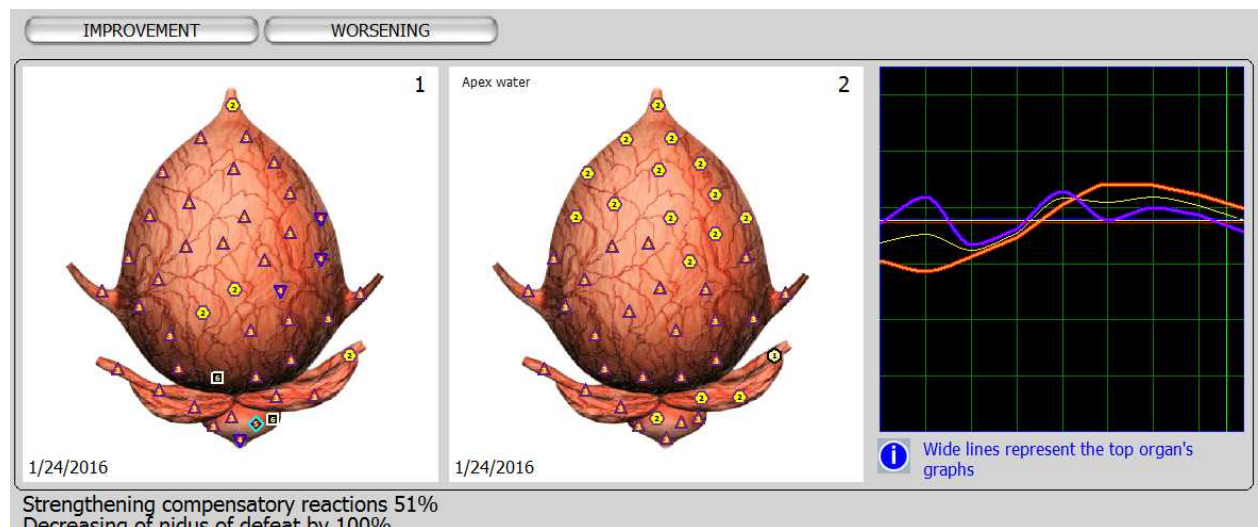 IMPROVEMENT WORSENING
1
Apex water 2
1/24/2016
1/24/2016
Wide lines represent the top organ's
graphs
Strengthening compensatory reactions 51%
Decreasing of nidus of defeat by 100%